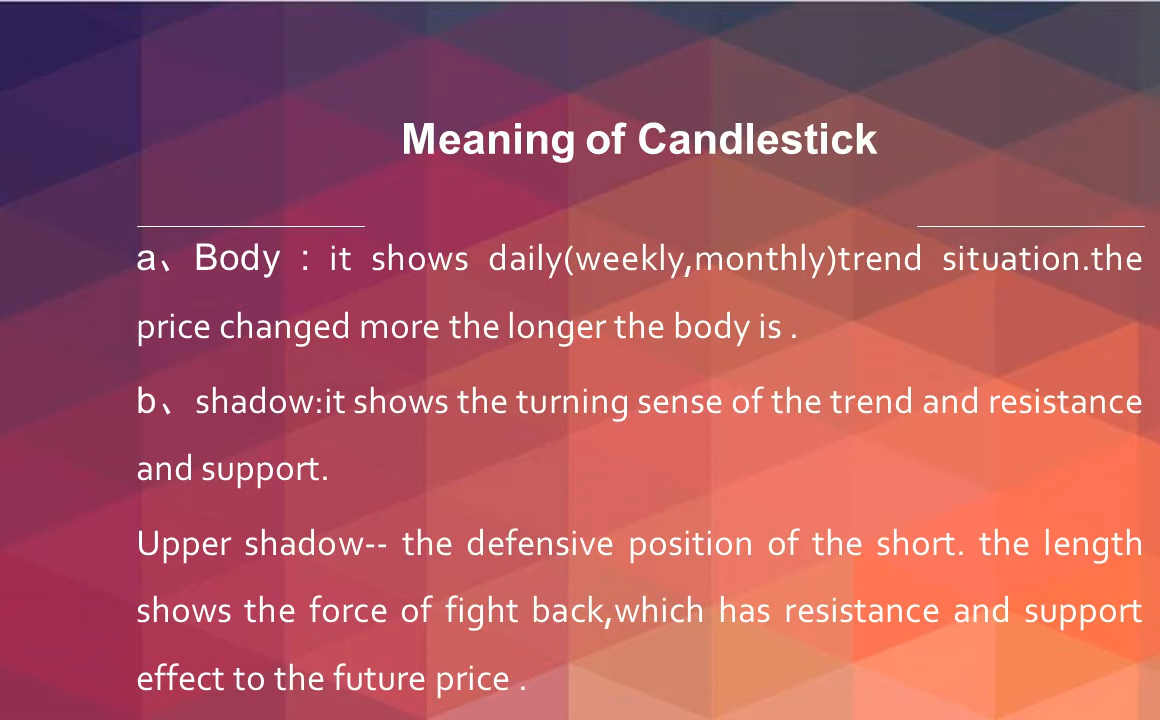 Meaning of Candlestick
a、Body : it shows daily(weekly,monthly)trend situation.the
price changed more the longer the body is .
b、shadow:it shows the turning sense of the trend and resistance
and support.
Upper shadow-- the defensive position of the short. the length
shows the force of fight back,which has resistance and support
effect to the future price .